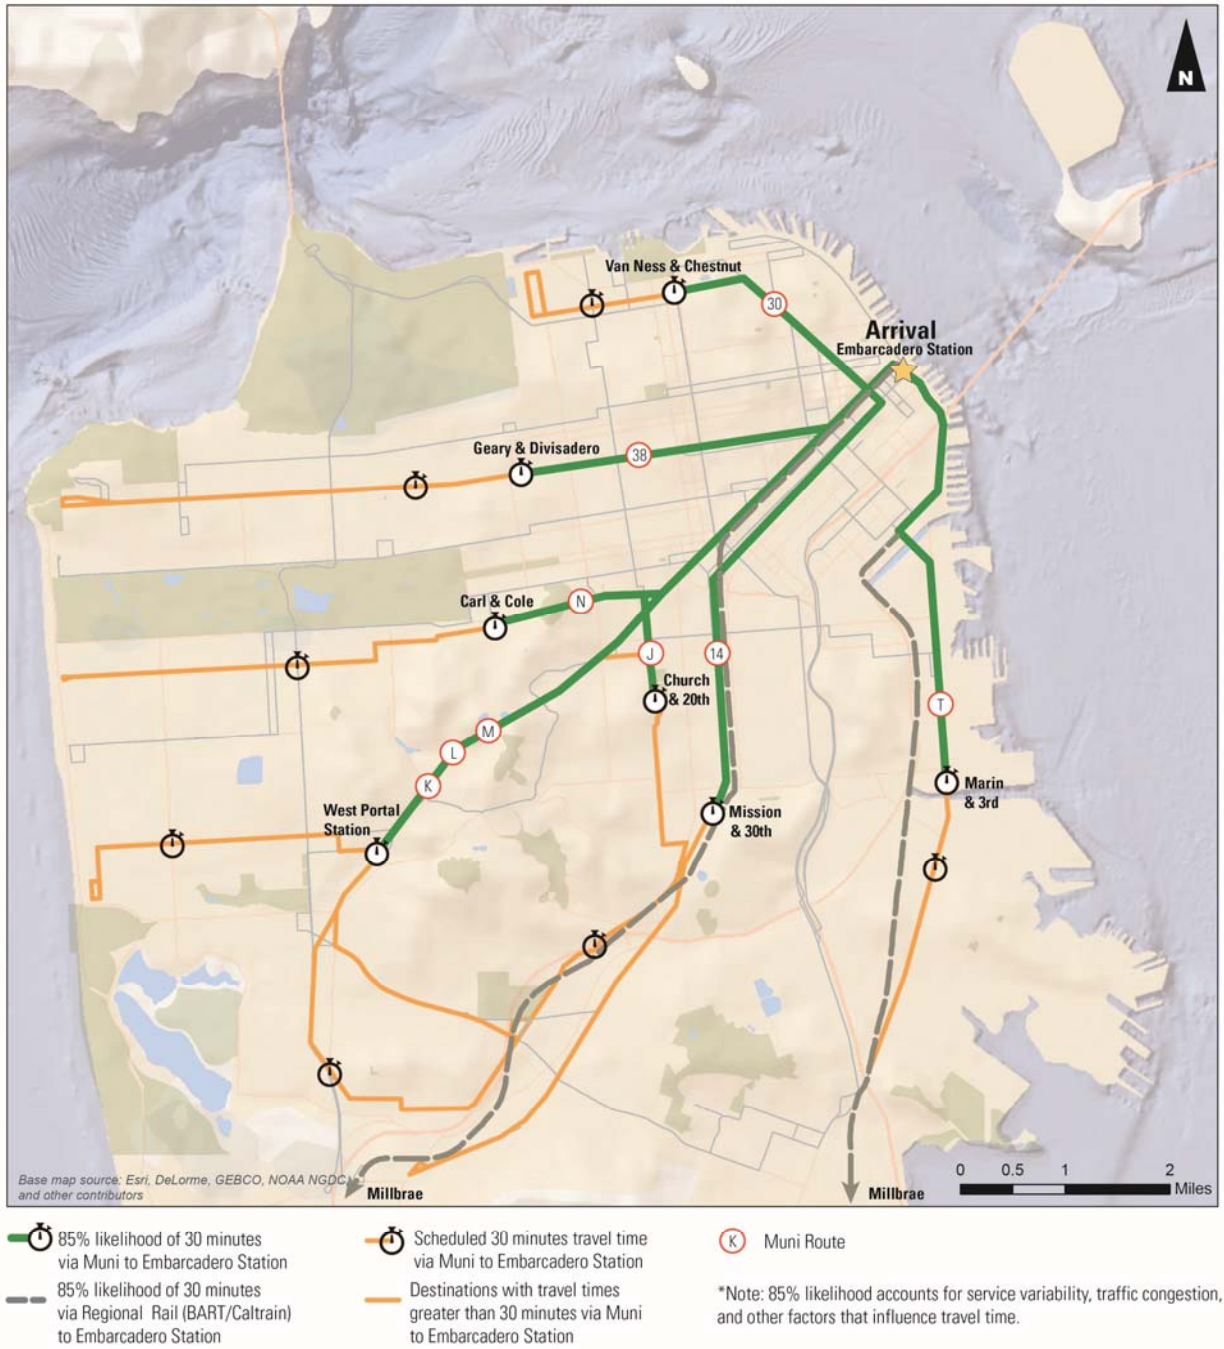 N
Van Ness & Chestnut
30
Arrival
Embarcadero Station
Geary & Divisadero
38
Carl & Cole
N
J
14
Church
& 20th
T
M
L
K
Marin
& 3rd
West Portal
Station
Mission
& 30th
Base map source: Esri, DeLorme, GEBCO, NOAA NGDC,
and other contributors
Millbrae
Millbrae
0 0.5 1 2
Miles
85% likelihood of 30 minutes
via Muni to Embarcadero Station
85% likelihood of 30 minutes
via Regional Rail (BART/Caltrain)
to Embarcadero Station
Scheduled 30 minutes travel time
via Muni to Embarcadero Station
Destinations with travel times
greater than 30 minutes via Muni
to Embarcadero Station
K Muni Route
*Note: 85% likelihood accounts for service variability, traffic congestion,
and other factors that influence travel time.